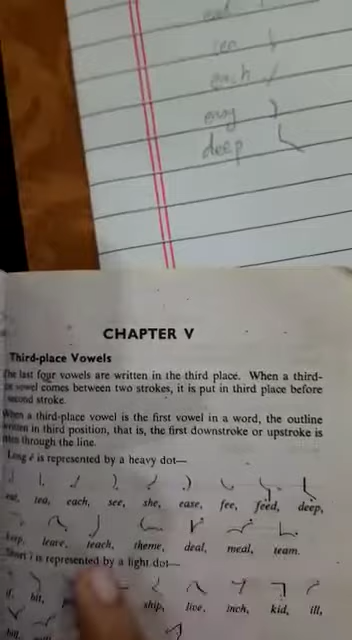 eat
tea
each
easy
deep
CHAPTER V
Third-place Vowels
The last four vowels are written in the third place. When a third-
vowel comes between two strokes, it is put in third place before
second stroke.
When a third-place vowel is the first vowel in a word, the outline
written in third position, that is, the first downstroke or upstroke is
through the line.
Long ē is represented by a heavy dot—
eat, tea, each, see, she, ease, fee, feed, deep,
keep, leave, teach, theme, deal, meal, team.
Short ĭ is represented by a light dot—
if, bit, ship, live, inch, kid, ill,